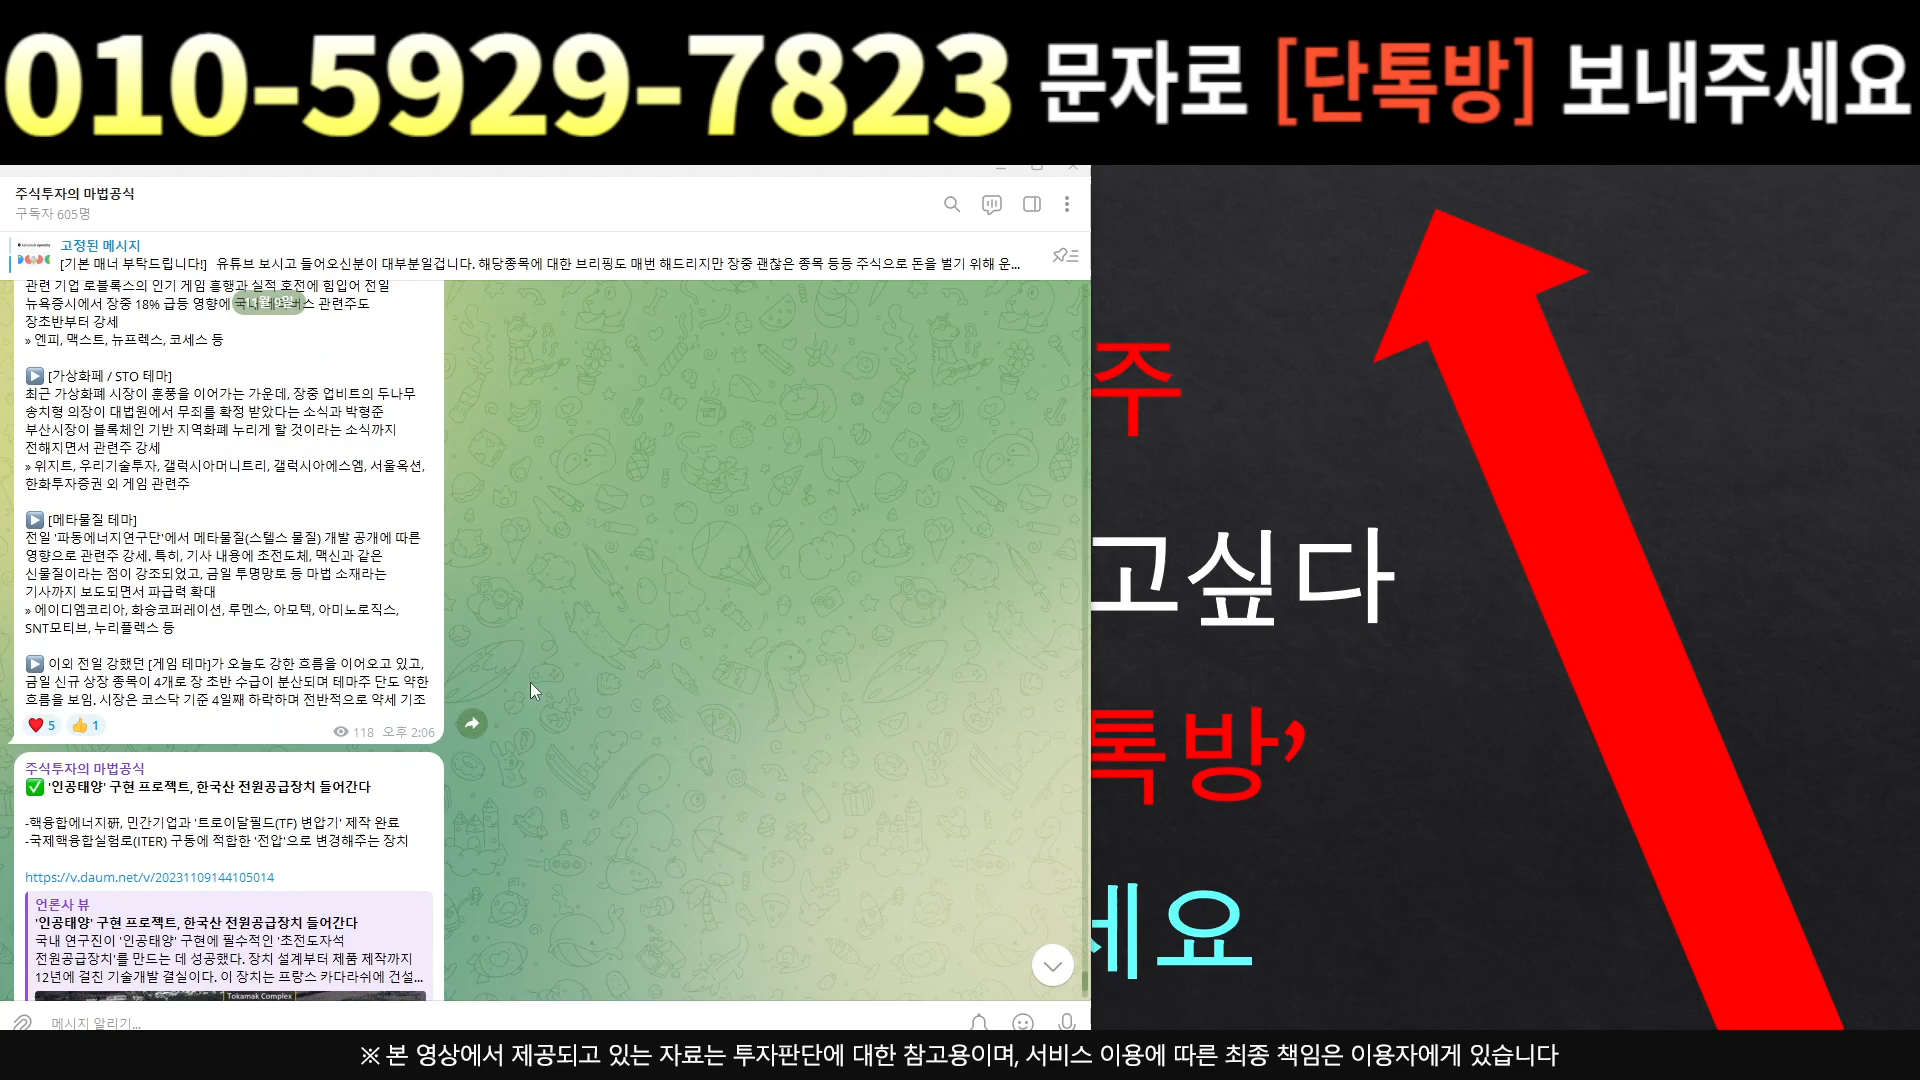 010-5929-7823 문자로 [단톡방] 보내주세요
주식투자의 마법공식
구독자 605명
고정된 메시지
[기본 매너 부탁드립니다!] 유튜브 보시고 들어오신분이 대부분일겁니다. 해당종목에 대한 브리핑도 매번 해드리지만 장중 괜찮은 종목 등등 주식으로 돈을 벌기 위해 운...
관련 기업 로블록스의 인기 게임 흥행과 실적 호전에 힘입어 전일
뉴욕증시에서 장중 18% 급등 영향에 국내 메타버스 관련주도
11월 9일
장초반부터 강세
» 엔피, 맥스트, 뉴프렉스, 코세스 등
▶ [가상화폐 / STO 테마]
최근 가상화폐 시장이 훈풍을 이어가는 가운데, 장중 업비트의 두나무
송치형 의장이 대법원에서 무죄를 확정 받았다는 소식과 박형준
부산시장이 블록체인 기반 지역화폐 누리게 할 것이라는 소식까지
전해지면서 관련주 강세
» 위지트, 우리기술투자, 갤럭시아머니트리, 갤럭시아에스엠, 서울옥션,
한화투자증권 외 게임 관련주
▶ [메타물질 테마]
전일 '파동에너지연구단'에서 메타물질(스텔스 물질) 개발 공개에 따른
영향으로 관련주 강세. 특히, 기사 내용에 초전도체, 맥신과 같은
신물질이라는 점이 강조되었고, 금일 투명망토 등 마법 소재라는
기사까지 보도되면서 파급력 확대
» 에이디엠코리아, 화승코퍼레이션, 루멘스, 아모텍, 아미노로직스,
SNT모티브, 누리플렉스 등
▶ 이외 전일 강했던 [게임 테마]가 오늘도 강한 흐름을 이어오고 있고,
금일 신규 상장 종목이 4개로 장 초반 수급이 분산되며 테마주 단도 약한
흐름을 보임. 시장은 코스닥 기준 4일째 하락하며 전반적으로 약세 기조
❤ 5 👍 1
118 오후 2:06
주식투자의 마법공식
✅ '인공태양' 구현 프로젝트, 한국산 전원공급장치 들어간다
-핵융합에너지硏, 민간기업과 '트로이달필드(TF) 변압기' 제작 완료
-국제핵융합실험로(ITER) 구동에 적합한 '전압'으로 변경해주는 장치
https://v.daum.net/v/20231109144105014
언론사 뷰
'인공태양' 구현 프로젝트, 한국산 전원공급장치 들어간다
국내 연구진이 '인공태양' 구현에 필수적인 '초전도자석
전원공급장치'를 만드는 데 성공했다. 장치 설계부터 제품 제작까지
12년에 걸친 기술개발 결실이다. 이 장치는 프랑스 카다라쉬에 건설...
Tokamak Complex
메시지 알리기...
주
고싶다
톡방’
세요
※ 본 영상에서 제공되고 있는 자료는 투자판단에 대한 참고용이며, 서비스 이용에 따른 최종 책임은 이용자에게 있습니다